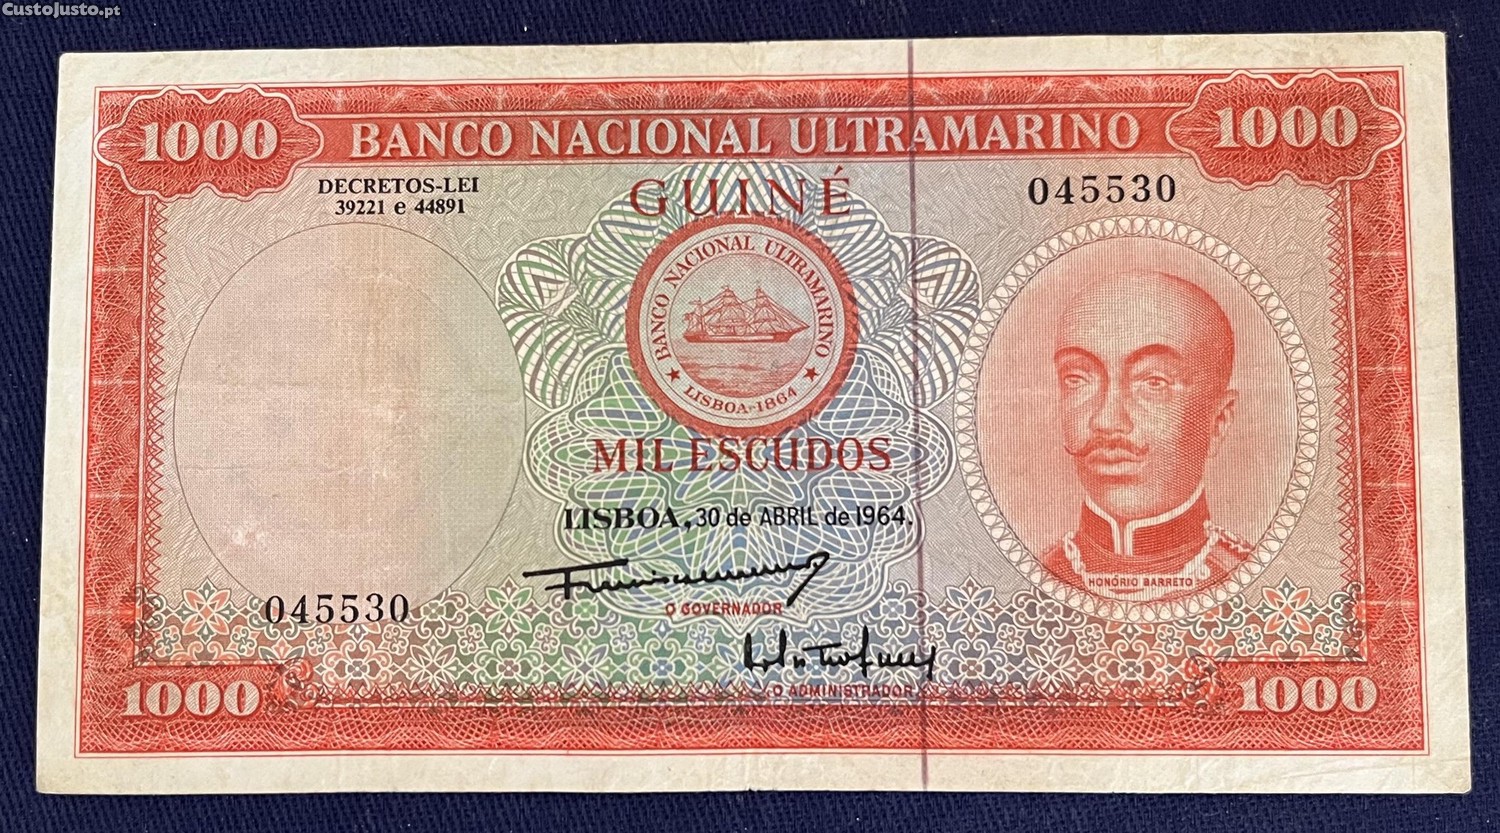 CustoJusto.pt
1000 BANCO NACIONAL ULTRAMARINO 1000
DECRETOS-LEI
39221 e 44891
GUINÉ
045530
BANCO NACIONAL ULTRAMARINO
LISBOA-1864
MIL ESCUDOS
LISBOA, 30 de ABRIL de 1964.
HONÓRIO BARRETO
045530
O GOVERNADOR
O ADMINISTRADOR
1000 1000